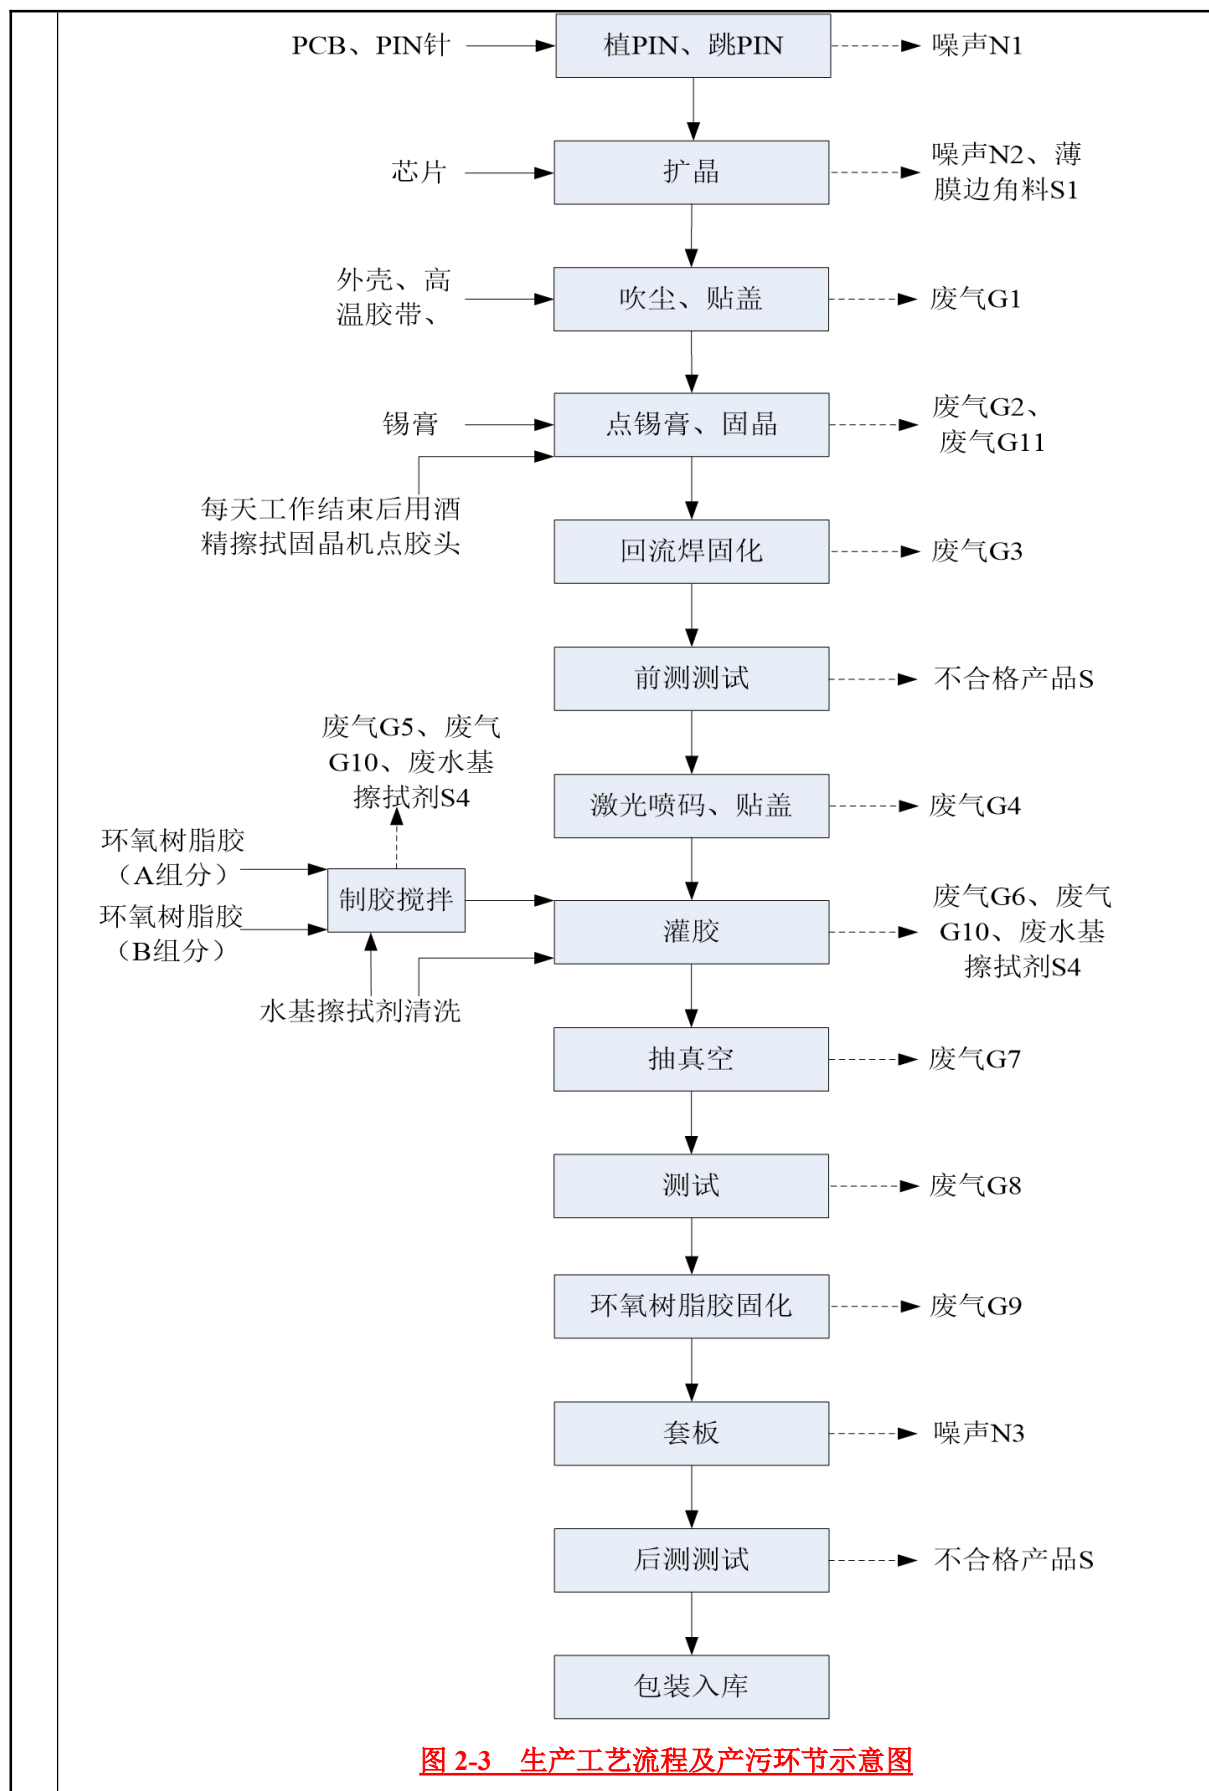 PCB、PIN针
植PIN、跳PIN
噪声N1
芯片
扩晶
噪声N2、薄
膜边角料S1
外壳、高
温胶带、
吹尘、贴盖
废气G1
锡膏
点锡膏、固晶
废气G2、
废气G11
每天工作结束后用酒
精擦拭固晶机点胶头
回流焊固化
废气G3
前测测试
不合格产品S
废气G5、废气
G10、废水基
擦拭剂S4
激光喷码、贴盖
废气G4
环氧树脂胶
（A组分）
环氧树脂胶
（B组分）
制胶搅拌
灌胶
废气G6、废气
G10、废水基
擦拭剂S4
水基擦拭剂清洗
抽真空
废气G7
测试
废气G8
环氧树脂胶固化
废气G9
套板
噪声N3
后测测试
不合格产品S
包装入库
图 2-3 生产工艺流程及产污环节示意图